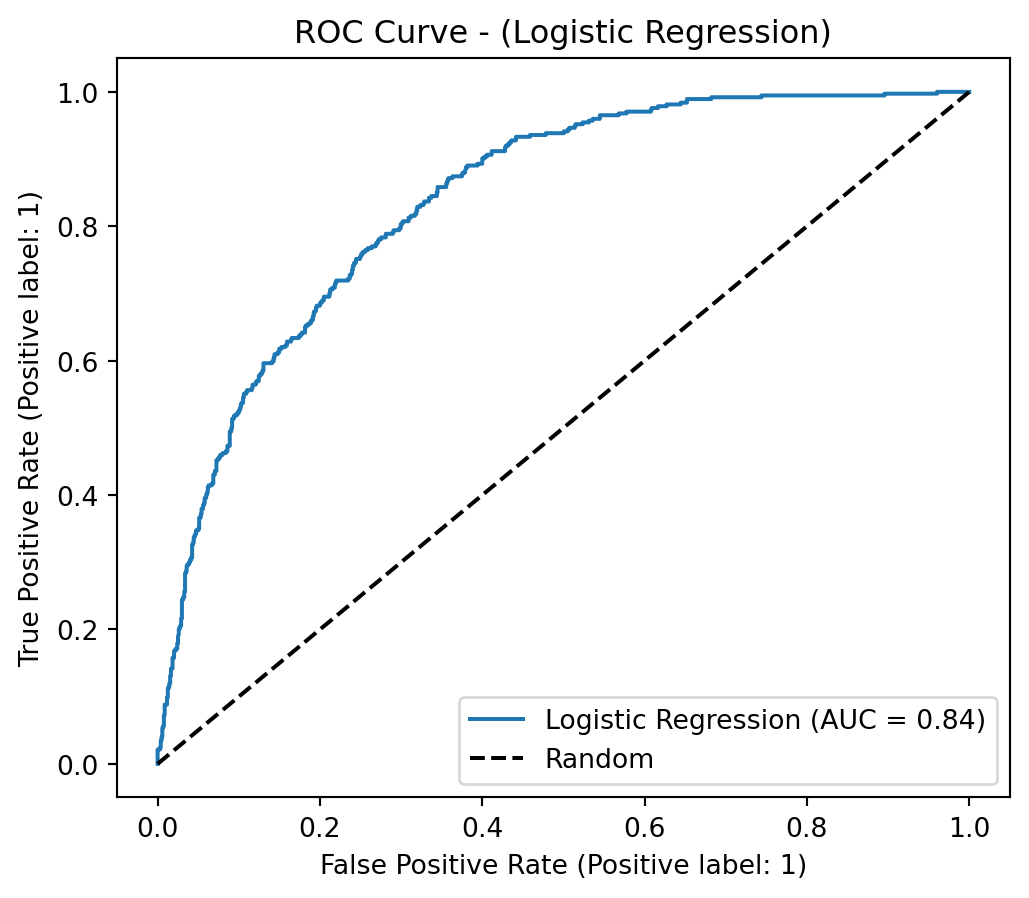 ROC Curve - (Logistic Regression)
True Positive Rate (Positive label: 1)
1.0
0.8
0.6
0.4
0.2
0.0
Logistic Regression (AUC = 0.84)
Random
0.0 0.2 0.4 0.6 0.8 1.0
False Positive Rate (Positive label: 1)